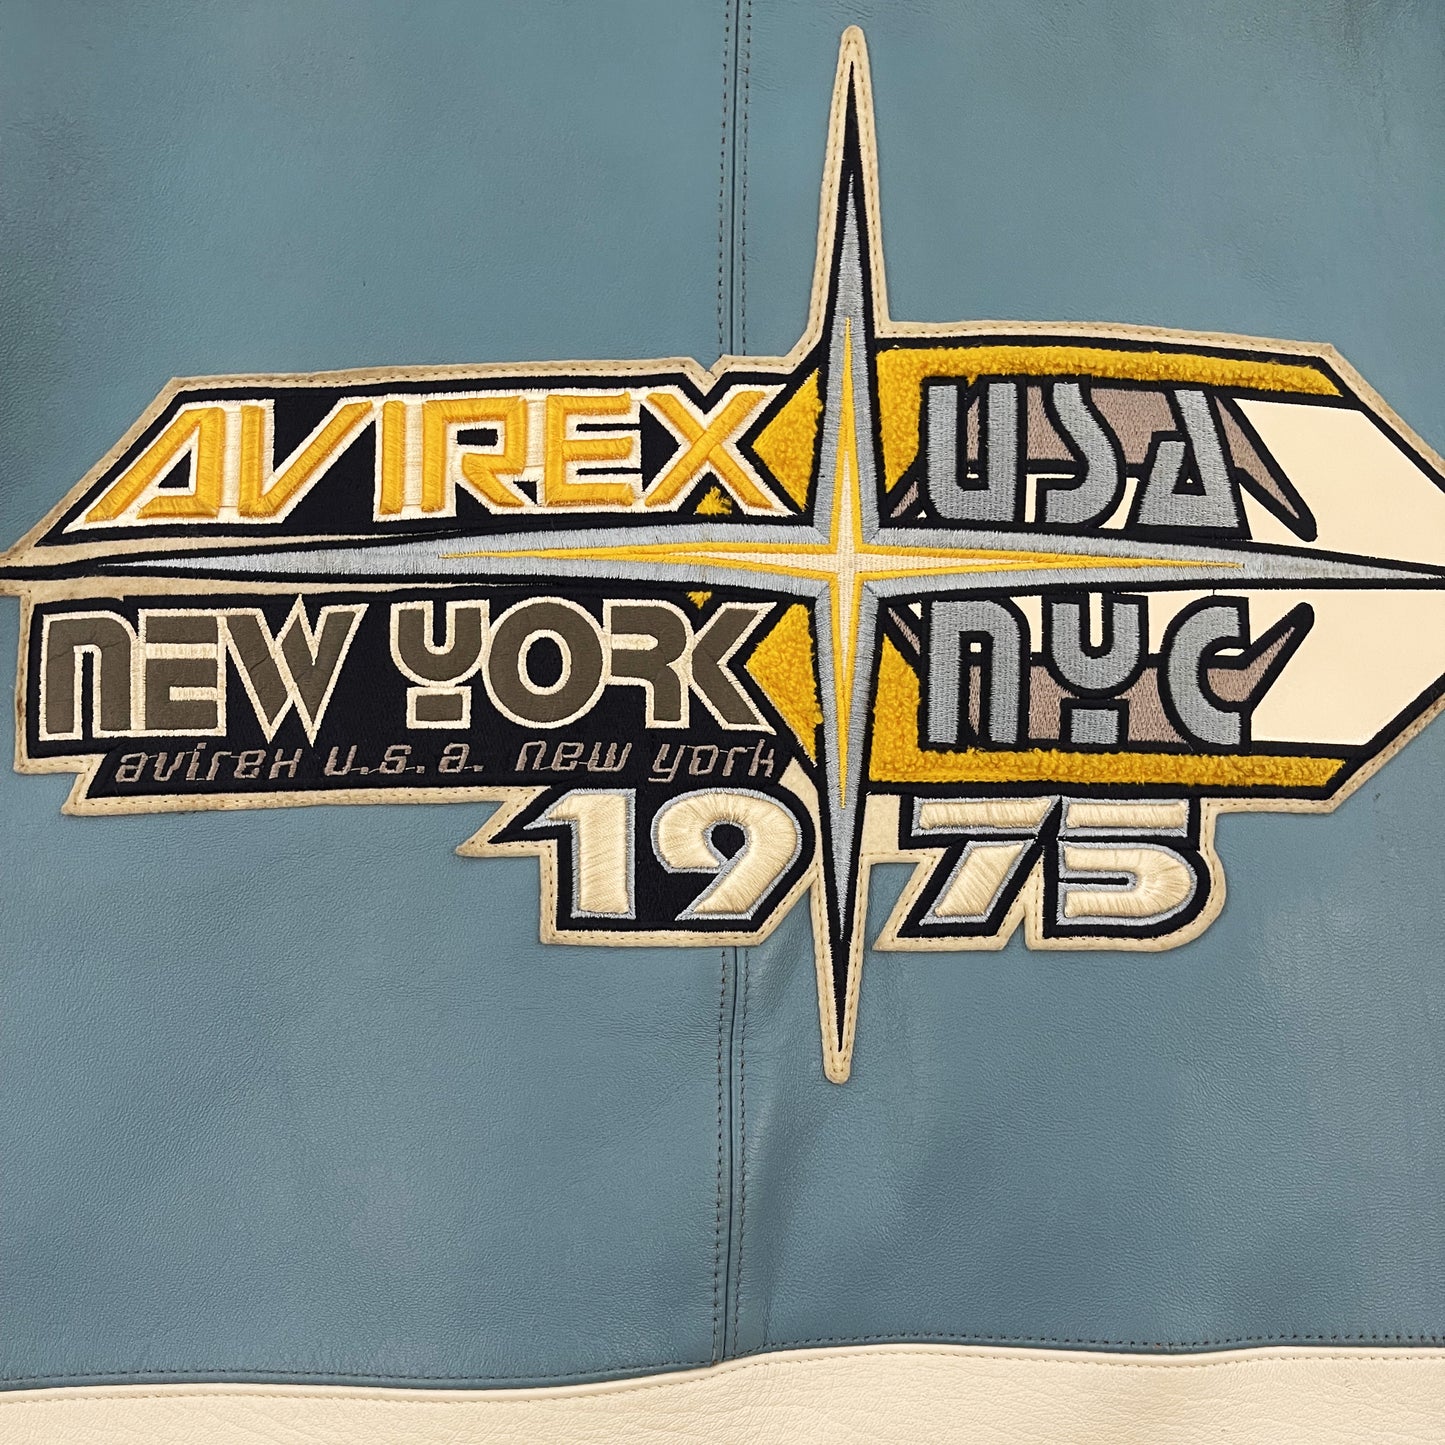 AVIREX USA
NEW YORK NYC
avirex u.s.a. new york
1975